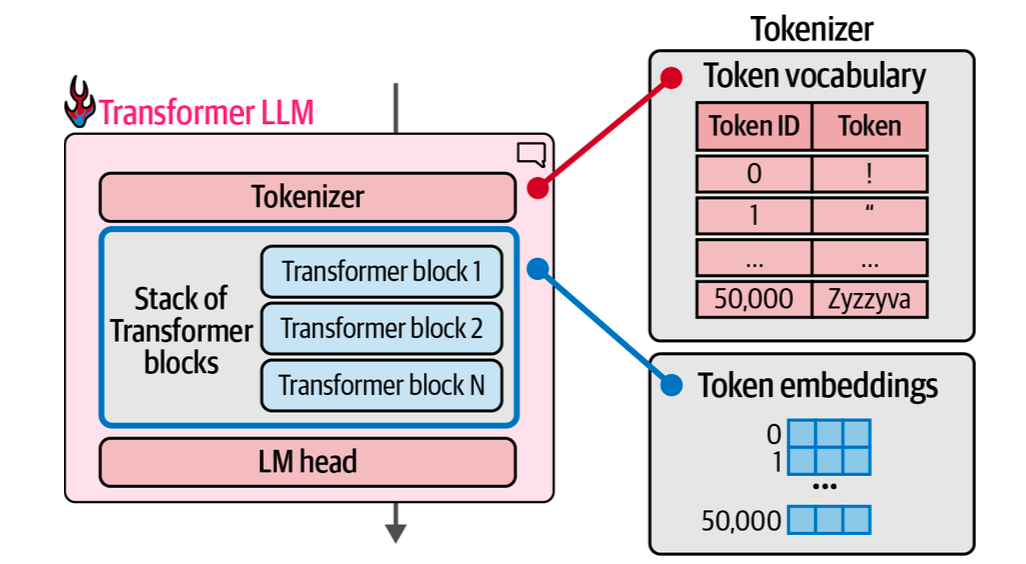 Transformer LLM
Tokenizer
Stack of
Transformer
blocks
Transformer block 1
Transformer block 2
Transformer block N
LM head
Tokenizer
Token vocabulary
Token ID Token
0 !
1 “
... ...
50,000 Zyzzyva
Token embeddings
0
1
...
50,000